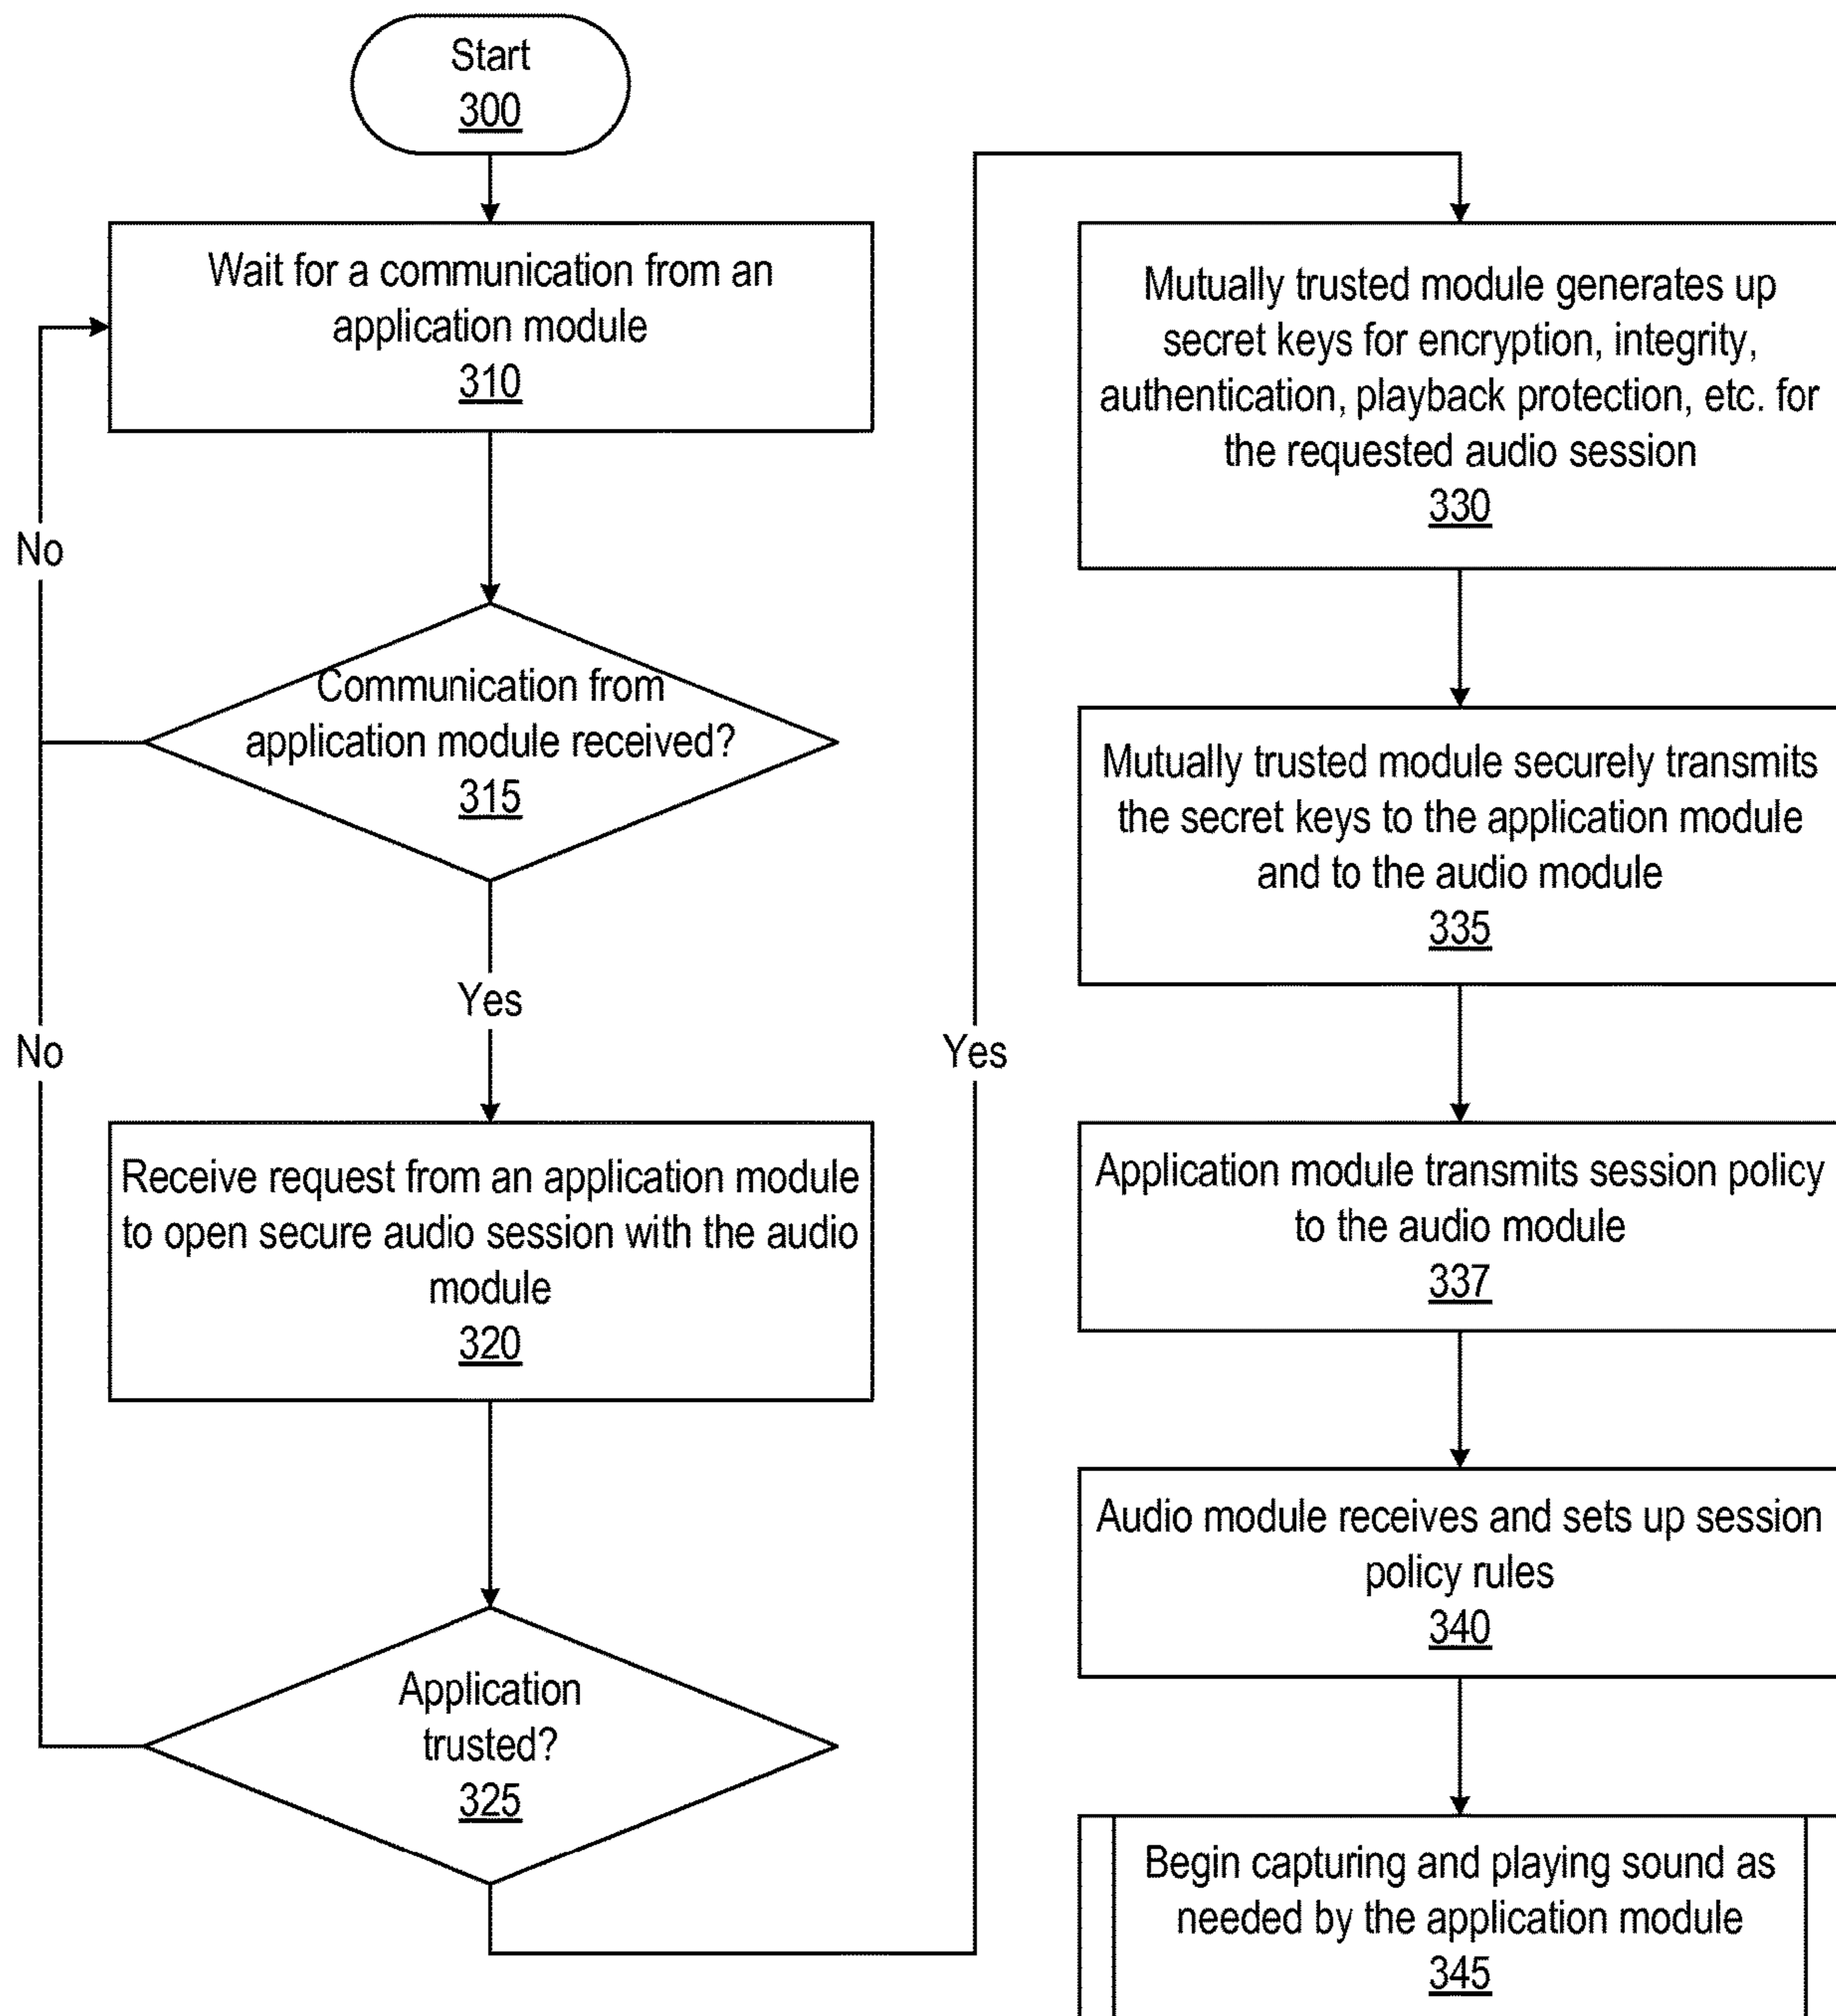 Start
300
Wait for a communication from an
application module
310
No
Communication from
application module received?
315
Yes
No
Receive request from an application module
to open secure audio session with the audio
module
320
Application
trusted?
325
Yes
Mutually trusted module generates up
secret keys for encryption, integrity,
authentication, playback protection, etc. for
the requested audio session
330
Mutually trusted module securely transmits
the secret keys to the application module
and to the audio module
335
Application module transmits session policy
to the audio module
337
Audio module receives and sets up session
policy rules
340
Begin capturing and playing sound as
needed by the application module
345